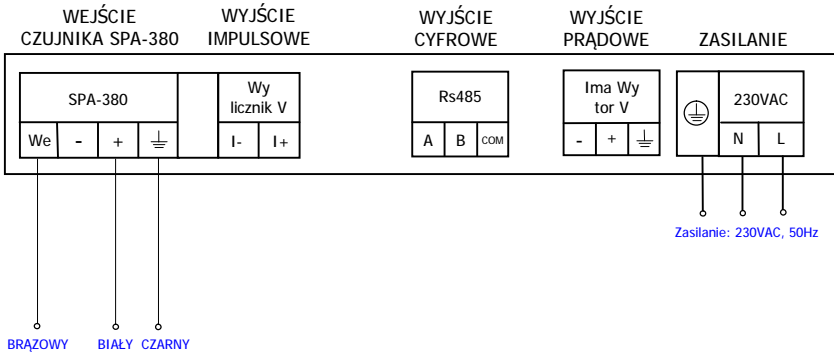 WEJŚCIE
CZUJNIKA SPA-380
WYJŚCIE
IMPULSOWE
WYJŚCIE
CYFROWE
WYJŚCIE
PRĄDOWE
ZASILANIE
SPA-380
We - +
Wy
licznik V
I- I+
Rs485
A B COM
Ima Wy
tor V
- +
230VAC
N L
Zasilanie: 230VAC, 50Hz
BRĄZOWY BIAŁY CZARNY